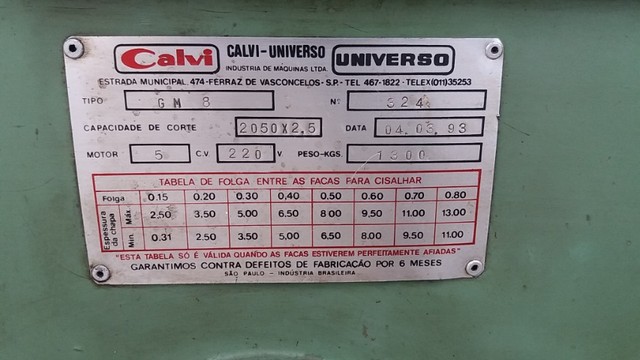 Calvi CALVI-UNIVERSO UNIVERSO
INDUSTRIA DE MÁQUINAS LTDA.
ESTRADA MUNICIPAL. 474-FERRAZ DE VASCONCELOS- S.P.- TEL 467-1822 - TELEX (011) 35253
TIPO GM 8 Nº 324
CAPACIDADE DE CORTE 2050X2,5 DATA 04.03.93
MOTOR 5 C.V 220 V PESO-KGS. 1300
TABELA DE FOLGA ENTRE AS FACAS PARA CISALHAR
Folga 0.15 0.20 0.30 0,40 0.50 0.60 0.70 0.80
Espessura da chapa
Máx. 2,50 3.50 5.00 6.50 8.00 9.50 11.00 13.00
Min. 0.31 2.50 3.50 5.00 6.50 8.00 9.50 11.00
"ESTA TABELA SÓ É VÁLIDA QUANDO AS FACAS ESTIVEREM PERFEITAMENTE AFIADAS"
GARANTIMOS CONTRA DEFEITOS DE FABRICAÇÃO POR 6 MESES
SÃO PAULO - INDÚSTRIA BRASILEIRA